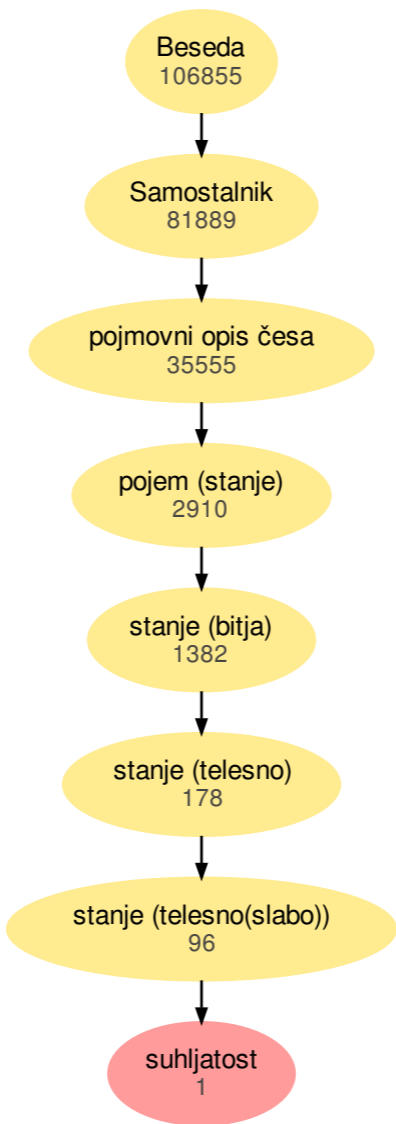 Beseda
106855
Samostalnik
81889
pojmovni opis česa
35555
pojem (stanje)
2910
stanje (bitja)
1382
stanje (telesno)
178
stanje (telesno(slabo))
96
suhljatost
1